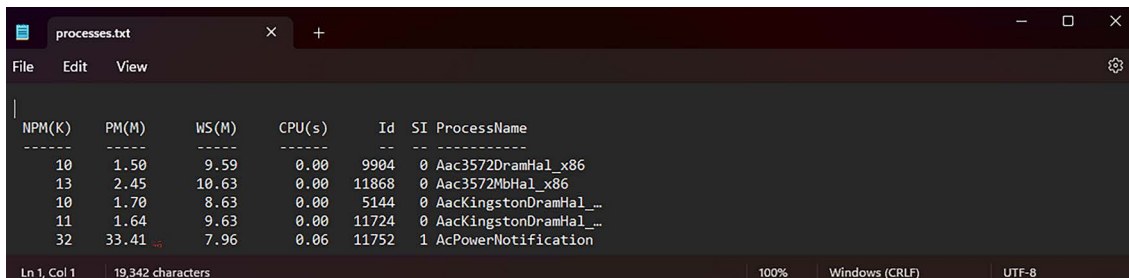 processes.txt
File Edit View
NPM(K) PM(M) WS(M) CPU(s) Id SI ProcessName
------ ----- ----- ------ -- -- -----------
10 1.50 9.59 0.00 9904 0 Aac3572DramHal_x86
13 2.45 10.63 0.00 11868 0 Aac3572MbHal_x86
10 1.70 8.63 0.00 5144 0 AacKingstonDramHal_…
11 1.64 9.63 0.00 11724 0 AacKingstonDramHal_…
32 33.41 7.96 0.06 11752 1 AcPowerNotification
Ln 1, Col 1 19,342 characters 100% Windows (CRLF) UTF-8